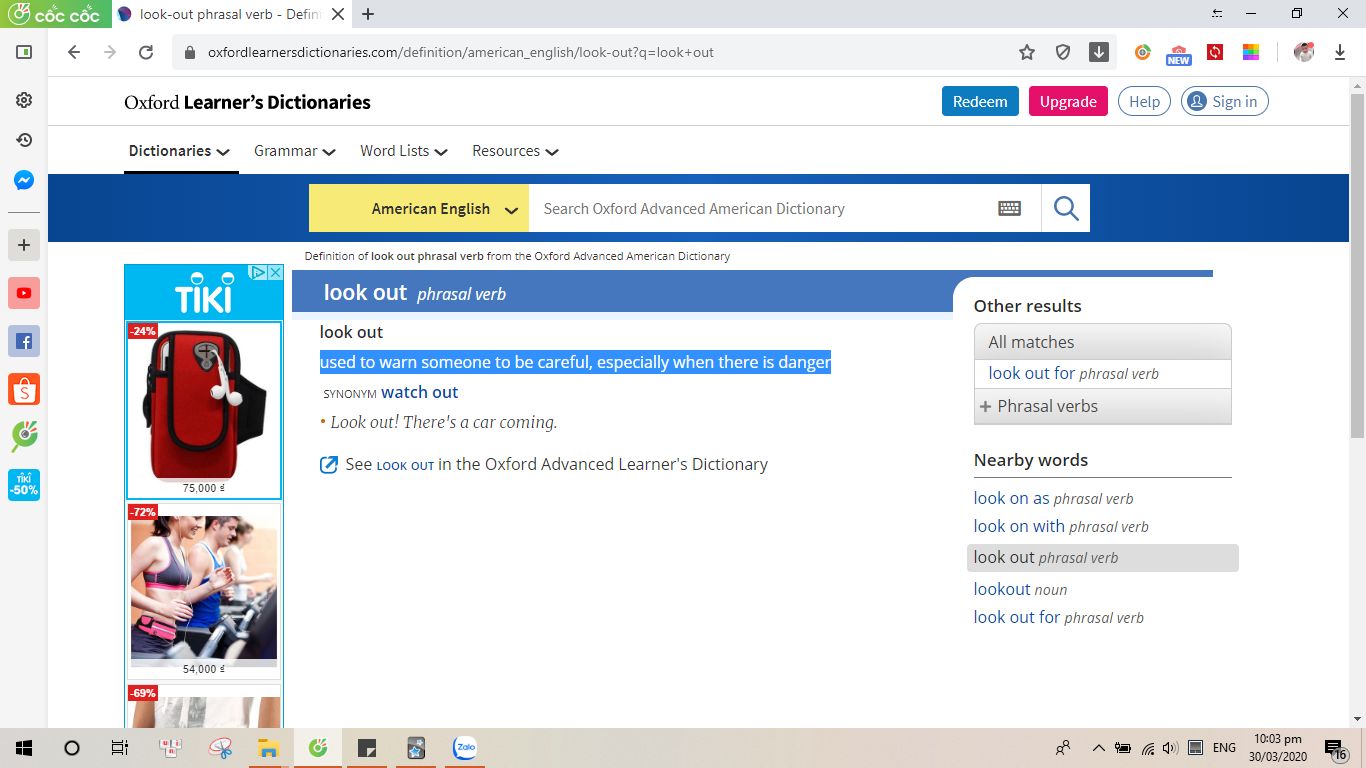 cốc cốc
look-out phrasal verb - Defin
oxfordlearnersdictionaries.com/definition/american_english/look-out?q=look+out
NEW
Oxford Learner's Dictionaries
Redeem
Upgrade
Help
Sign in
Dictionaries
Grammar
Word Lists
Resources
American English
Search Oxford Advanced American Dictionary
Definition of look out phrasal verb from the Oxford Advanced American Dictionary
TIKI
-24%
75,000 ₫
-72%
54,000 ₫
-69%
look out phrasal verb
look out
used to warn someone to be careful, especially when there is danger
SYNONYM watch out
• Look out! There's a car coming.
See LOOK OUT in the Oxford Advanced Learner's Dictionary
Other results
All matches
look out for phrasal verb
+ Phrasal verbs
Nearby words
look on as phrasal verb
look on with phrasal verb
look out phrasal verb
lookout noun
look out for phrasal verb
TIKI
-50%
Zalo
ENG
10:03 pm
30/03/2020
16